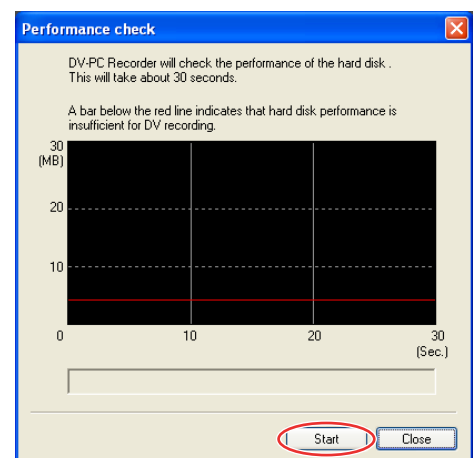 Performance check
DV-PC Recorder will check the performance of the hard disk .
This will take about 30 seconds.
A bar below the red line indicates that hard disk performance is
insufficient for DV recording.
30
(MB)
20
10
0 10 20 30
(Sec.)
Start Close